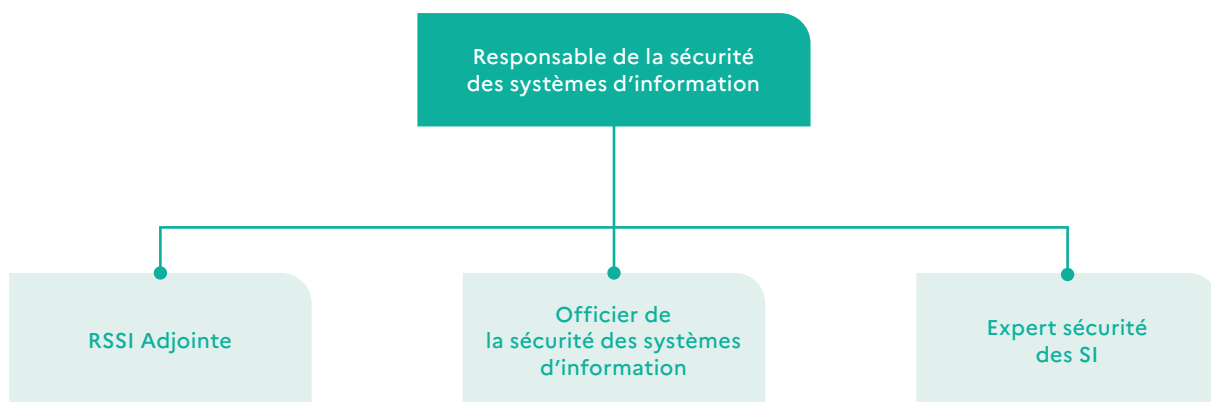 Responsable de la sécurité
des systèmes d’information
RSSI Adjointe
Officier de
la sécurité des systèmes
d’information
Expert sécurité
des SI